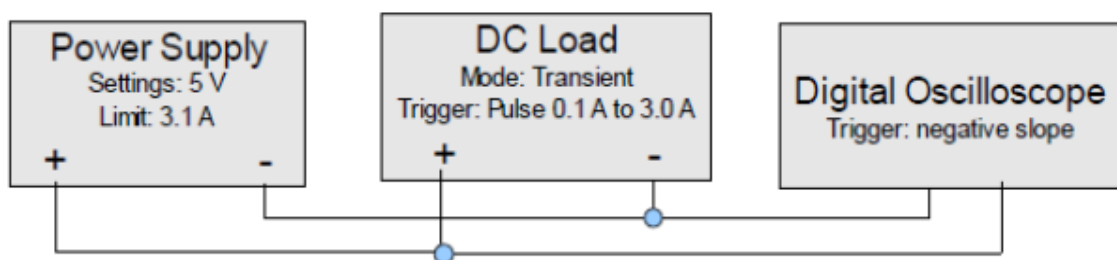 Power Supply
Settings: 5 V
Limit: 3.1 A
+ -
DC Load
Mode: Transient
Trigger: Pulse 0.1 A to 3.0 A
+ -
Digital Oscilloscope
Trigger: negative slope